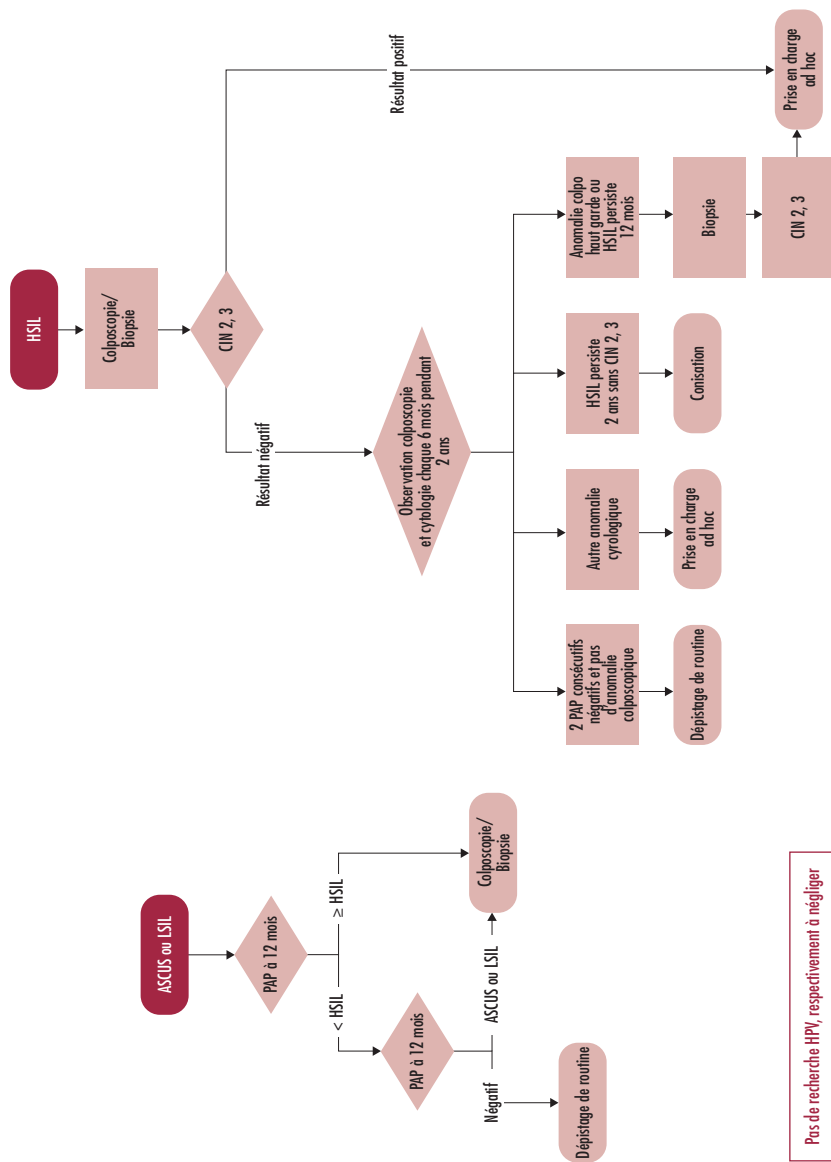 ASCUS ou LSIL
PAP à 12 mois
< HSIL
≥ HSIL
PAP à 12 mois
Négatif
ASCUS ou LSIL
Dépistage de routine
Colposcopie/
Biopsie
Pas de recherche HPV, respectivement à négliger
HSIL
Colposcopie/
Biopsie
CIN 2, 3
Résultat négatif
Résultat positif
Observation colposcopie
et cytologie chaque 6 mois pendant
2 ans
2 PAP consécutifs
négatifs et pas
d'anomalie
colposcopique
Dépistage de routine
Autre anomalie
cyrologique
Prise en charge
ad hoc
HSIL persiste
2 ans sans CIN 2, 3
Conisation
Anomalie colpo
haut garde ou
HSIL persiste
12 mois
Biopsie
CIN 2, 3
Prise en charge
ad hoc